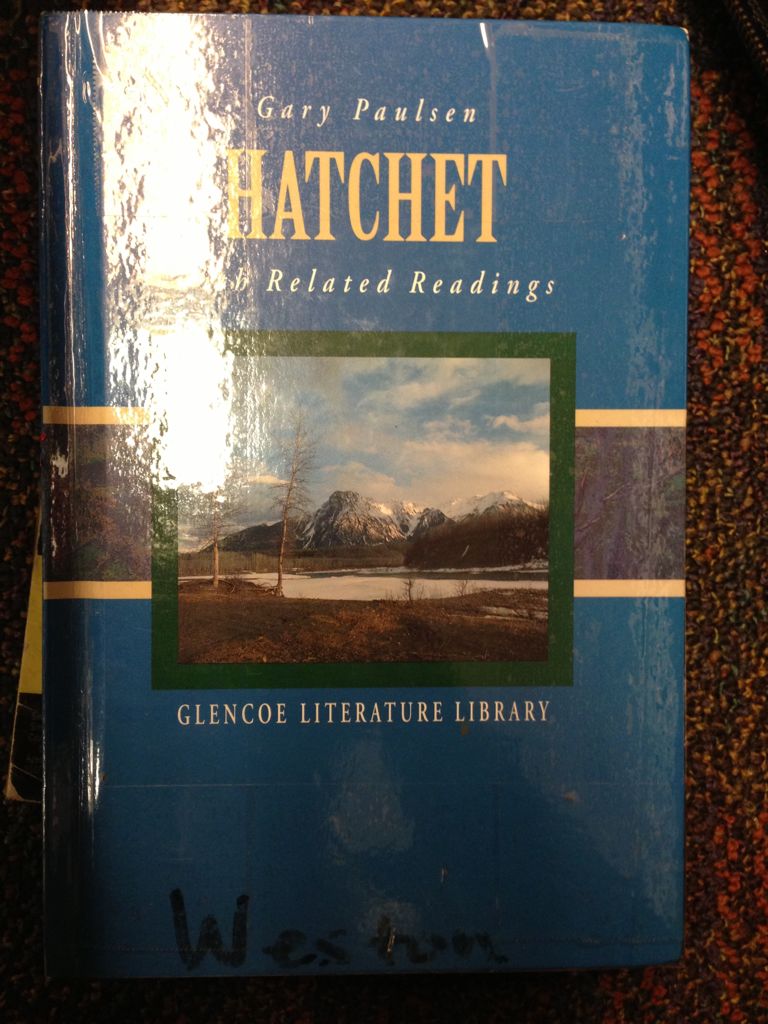 Gary Paulsen
HATCHET
Related Readings
GLENCOE LITERATURE LIBRARY
Weston